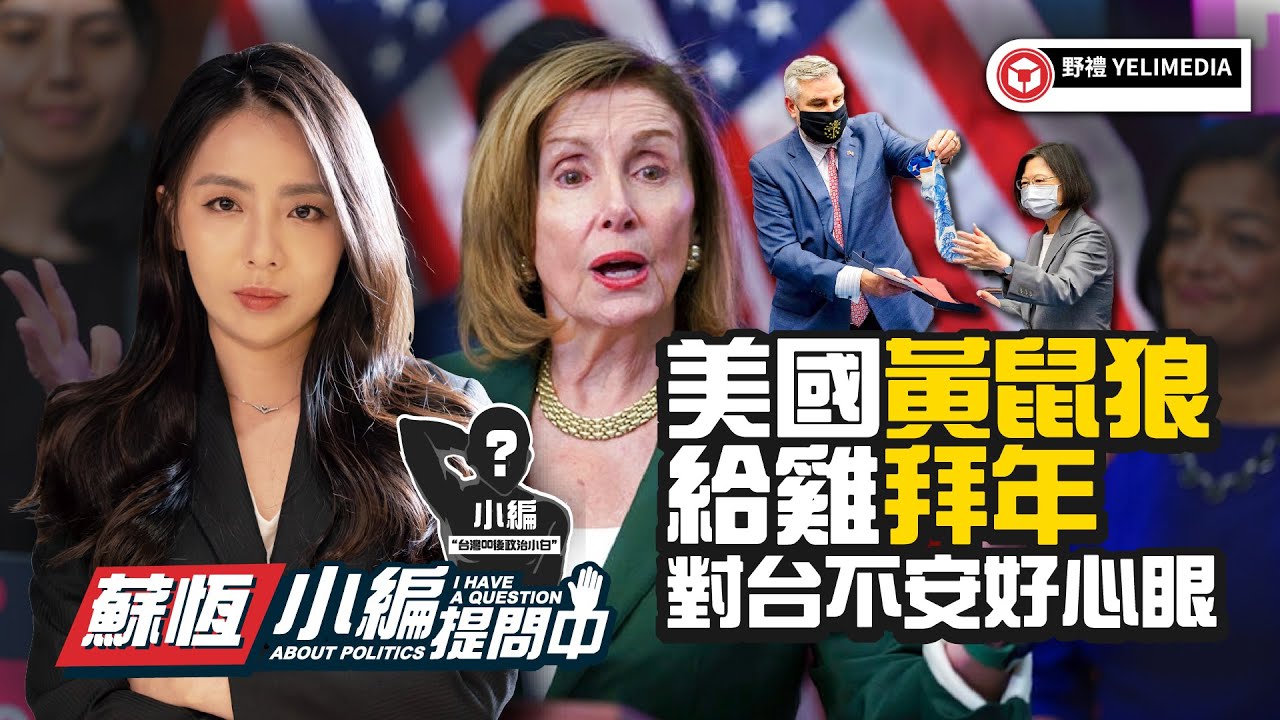 野禮 YELIMEDIA
美國黃鼠狼
給雞拜年
對台不安好心眼
?
小編
“台灣00後政治小白”
蘇恆
小編
提問中
I HAVE
A QUESTION
ABOUT POLITICS